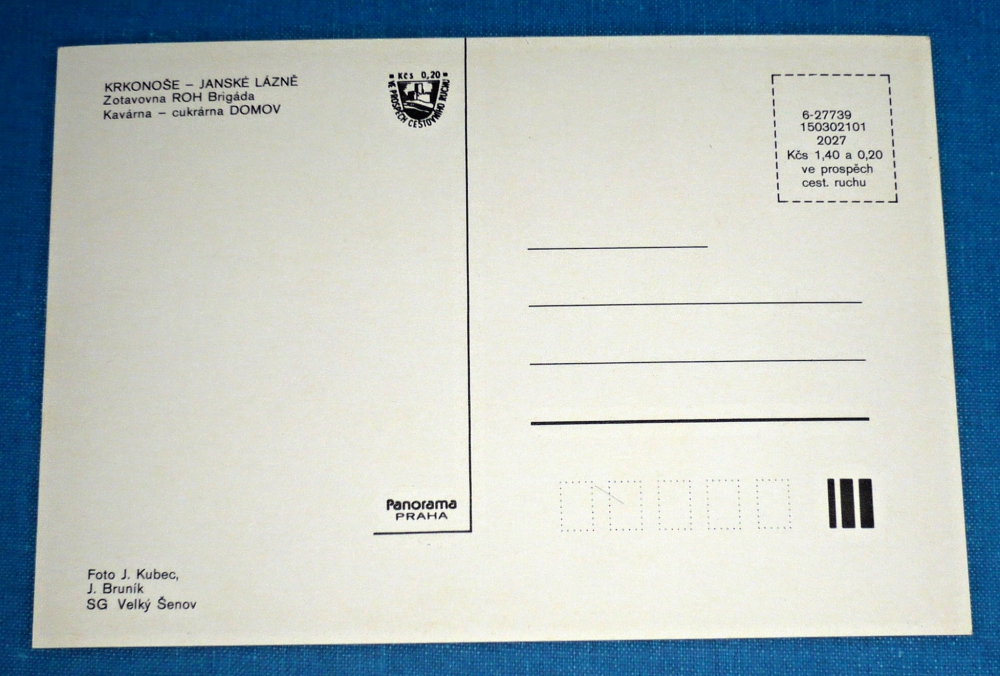 KRKONOŠE – JANSKÉ LÁZNĚ
Zotavovna ROH Brigáda
Kavárna – cukrárna DOMOV
Kčs 0,20
VE PROSPĚCH CESTOVNÍHO RUCHU
6-27739
150302101
2027
Kčs 1,40 a 0,20
ve prospěch
cest. ruchu
Panorama
PRAHA
Foto J. Kubec,
J. Bruník
SG Velký Šenov